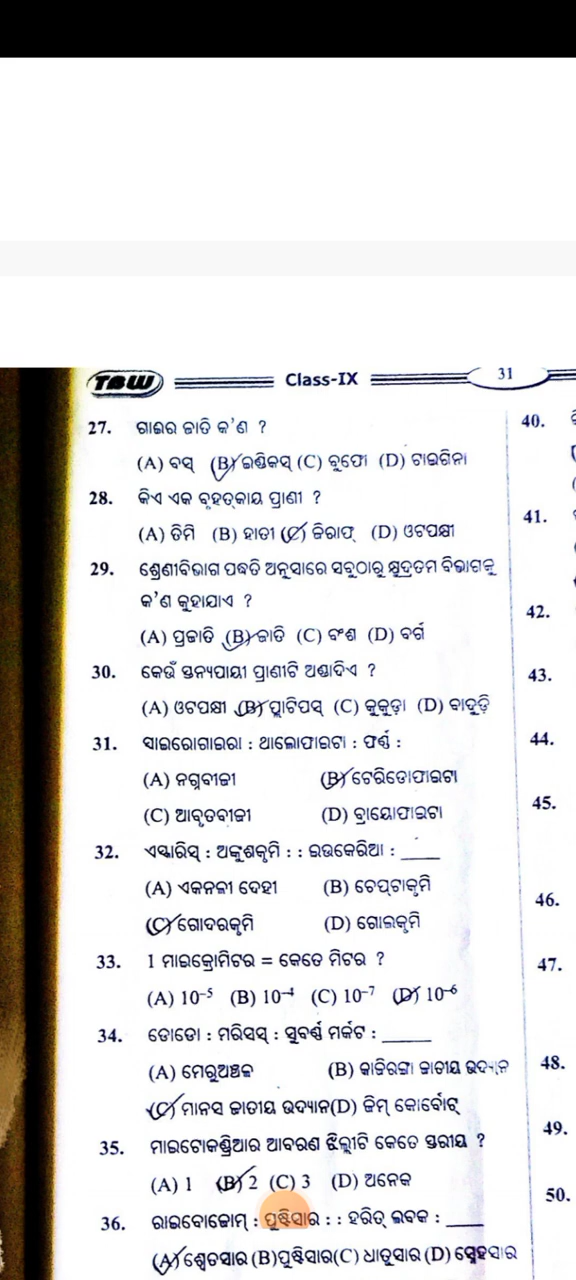 TBW Class-IX 31
27. ଗାଈର ଜାତି କ'ଣ ?
(A) ବସ୍ (B) ଇଣ୍ଡିକସ୍ (C) ବୁଫୋ (D) ଟାଇଗିନା
28. କିଏ ଏକ ବୃହତ୍‌କାୟ ପ୍ରାଣୀ ?
(A) ତିମି (B) ହାତୀ (C) ଜିରାଫ୍ (D) ଓଟପକ୍ଷୀ
29. ଶ୍ରେଣୀବିଭାଗ ପଦ୍ଧତି ଅନୁସାରେ ସବୁଠାରୁ କ୍ଷୁଦ୍ରତମ ବିଭାଗକୁ
କ'ଣ କୁହାଯାଏ ?
(A) ପ୍ରଜାତି (B) ଜାତି (C) ବଂଶ (D) ବର୍ଗ
30. କେଉଁ ସ୍ତନ୍ୟପାୟୀ ପ୍ରାଣୀଟି ଅଣ୍ଡାଦିଏ ?
(A) ଓଟପକ୍ଷୀ (B) ପ୍ଲାଟିପସ୍ (C) କୁକୁଡ଼ା (D) ବାଦୁଡ଼ି
31. ସାଇରୋଗାଇରା : ଥାଲୋଫାଇଟା : ଫର୍ଣ୍ଣ :
(A) ନଗ୍ନବୀଜୀ (B) ଟେରିଡୋଫାଇଟା
(C) ଆବୃତବୀଜୀ (D) ବ୍ରାୟୋଫାଇଟା
32. ଏସ୍କାରିସ୍ : ଅଙ୍କୁଶକୃମି : : ଉଚେରିଆ : ____
(A) ଏକନଳୀ ଦେହୀ (B) ଚେପ୍‌ଟାକୃମି
(C) ଗୋଦରକୃମି (D) ଗୋଲକୃମି
33. 1 ମାଇକ୍ରୋମିଟର = କେତେ ମିଟର ?
(A) 10⁻⁵ (B) 10⁻⁴ (C) 10⁻⁷ (D) 10⁻⁶
34. ଡୋଡୋ : ମରିସସ୍ : ସୁବର୍ଣ୍ଣ ମର୍କଟ : ____
(A) ମେରୁଅଞ୍ଚଳ (B) କାଜିରଙ୍ଗା ଜାତୀୟ ଉଦ୍ୟାନ
(C) ମାନସ ଜାତୀୟ ଉଦ୍ୟାନ(D) ଜିମ୍ କୋର୍ବେଟ୍
35. ମାଇଟୋକଣ୍ଡ୍ରିଆର ଆବରଣ ଝିଲ୍ଲୀଟି କେତେ ସ୍ତରୀୟ ?
(A) 1 (B) 2 (C) 3 (D) ଅନେକ
36. ରାଇବୋଜୋମ୍ : ପୁଷ୍ଟିସାର : : ହରିତ୍ ଲବକ : ____
(A) ଶ୍ଵେତସାର (B)ପୁଷ୍ଟିସାର(C) ଧାତୁସାର (D) ସ୍ନେହସାର
40.
41.
42.
43.
44.
45.
46.
47.
48.
49.
50.